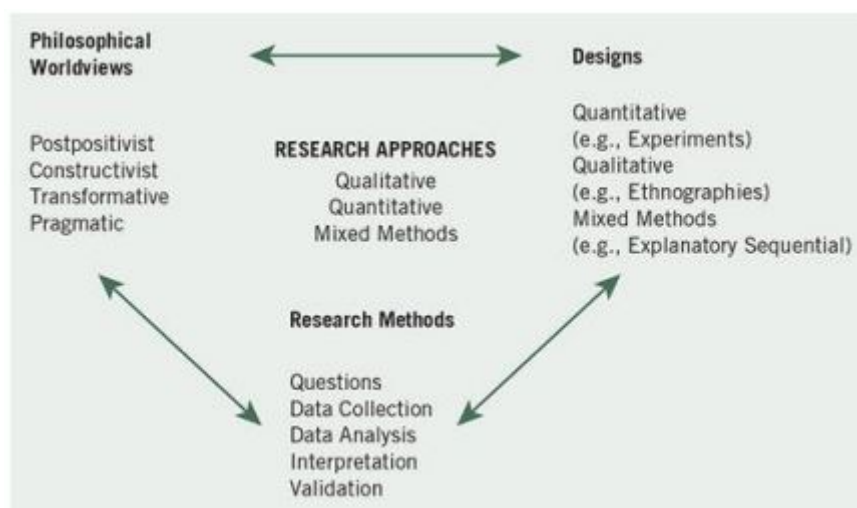 Philosophical
Worldviews
Postpositivist
Constructivist
Transformative
Pragmatic
RESEARCH APPROACHES
Qualitative
Quantitative
Mixed Methods
Designs
Quantitative
(e.g., Experiments)
Qualitative
(e.g., Ethnographies)
Mixed Methods
(e.g., Explanatory Sequential)
Research Methods
Questions
Data Collection
Data Analysis
Interpretation
Validation